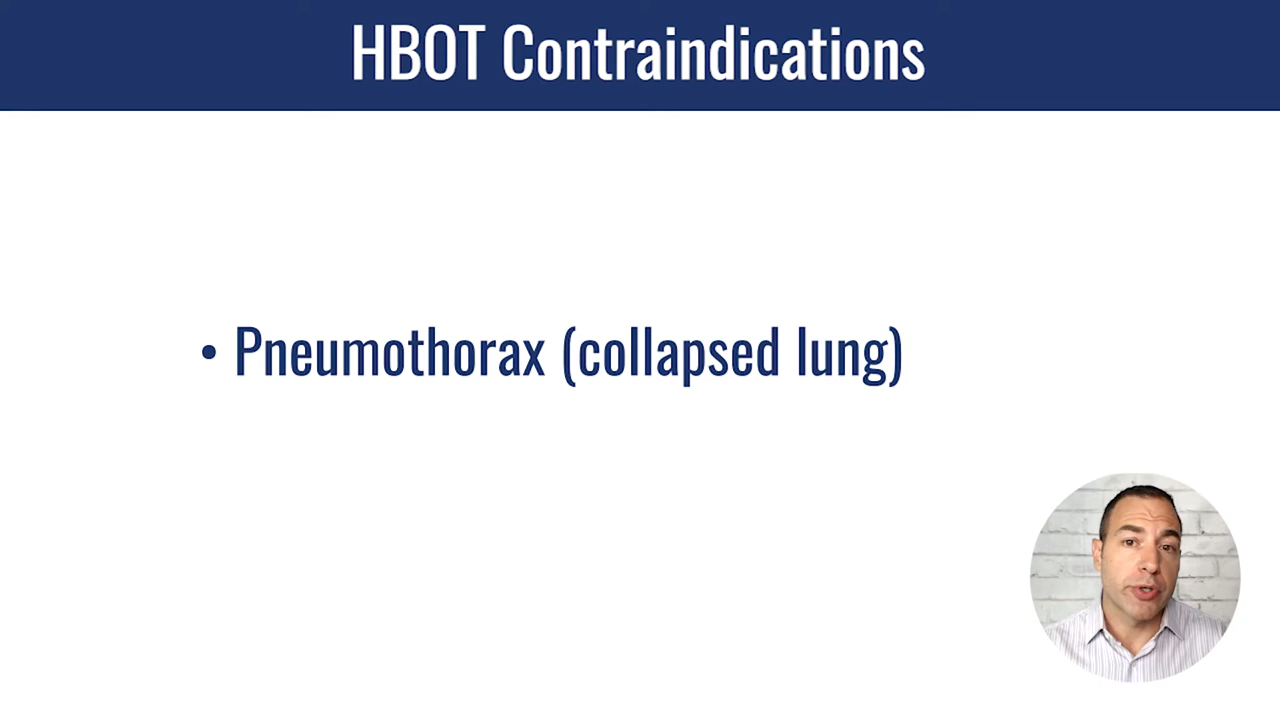 HBOT Contraindications
• Pneumothorax (collapsed lung)